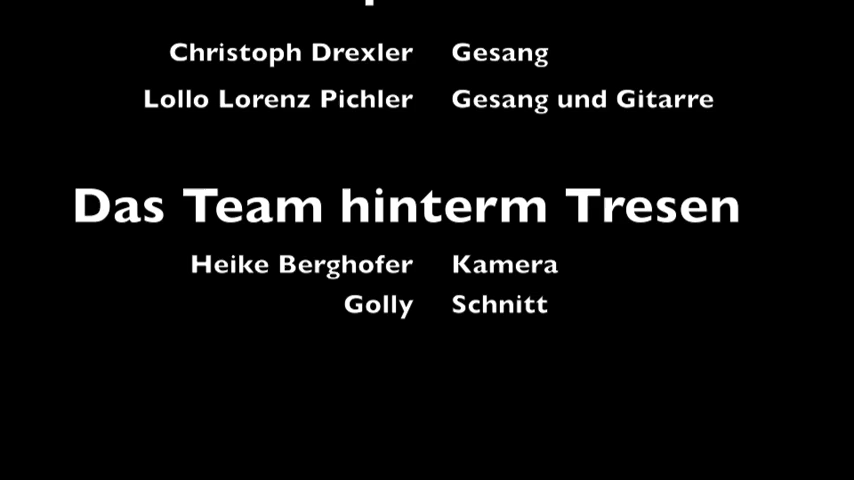 Christoph Drexler Gesang
Lollo Lorenz Pichler Gesang und Gitarre
Das Team hinterm Tresen
Heike Berghofer Kamera
Golly Schnitt